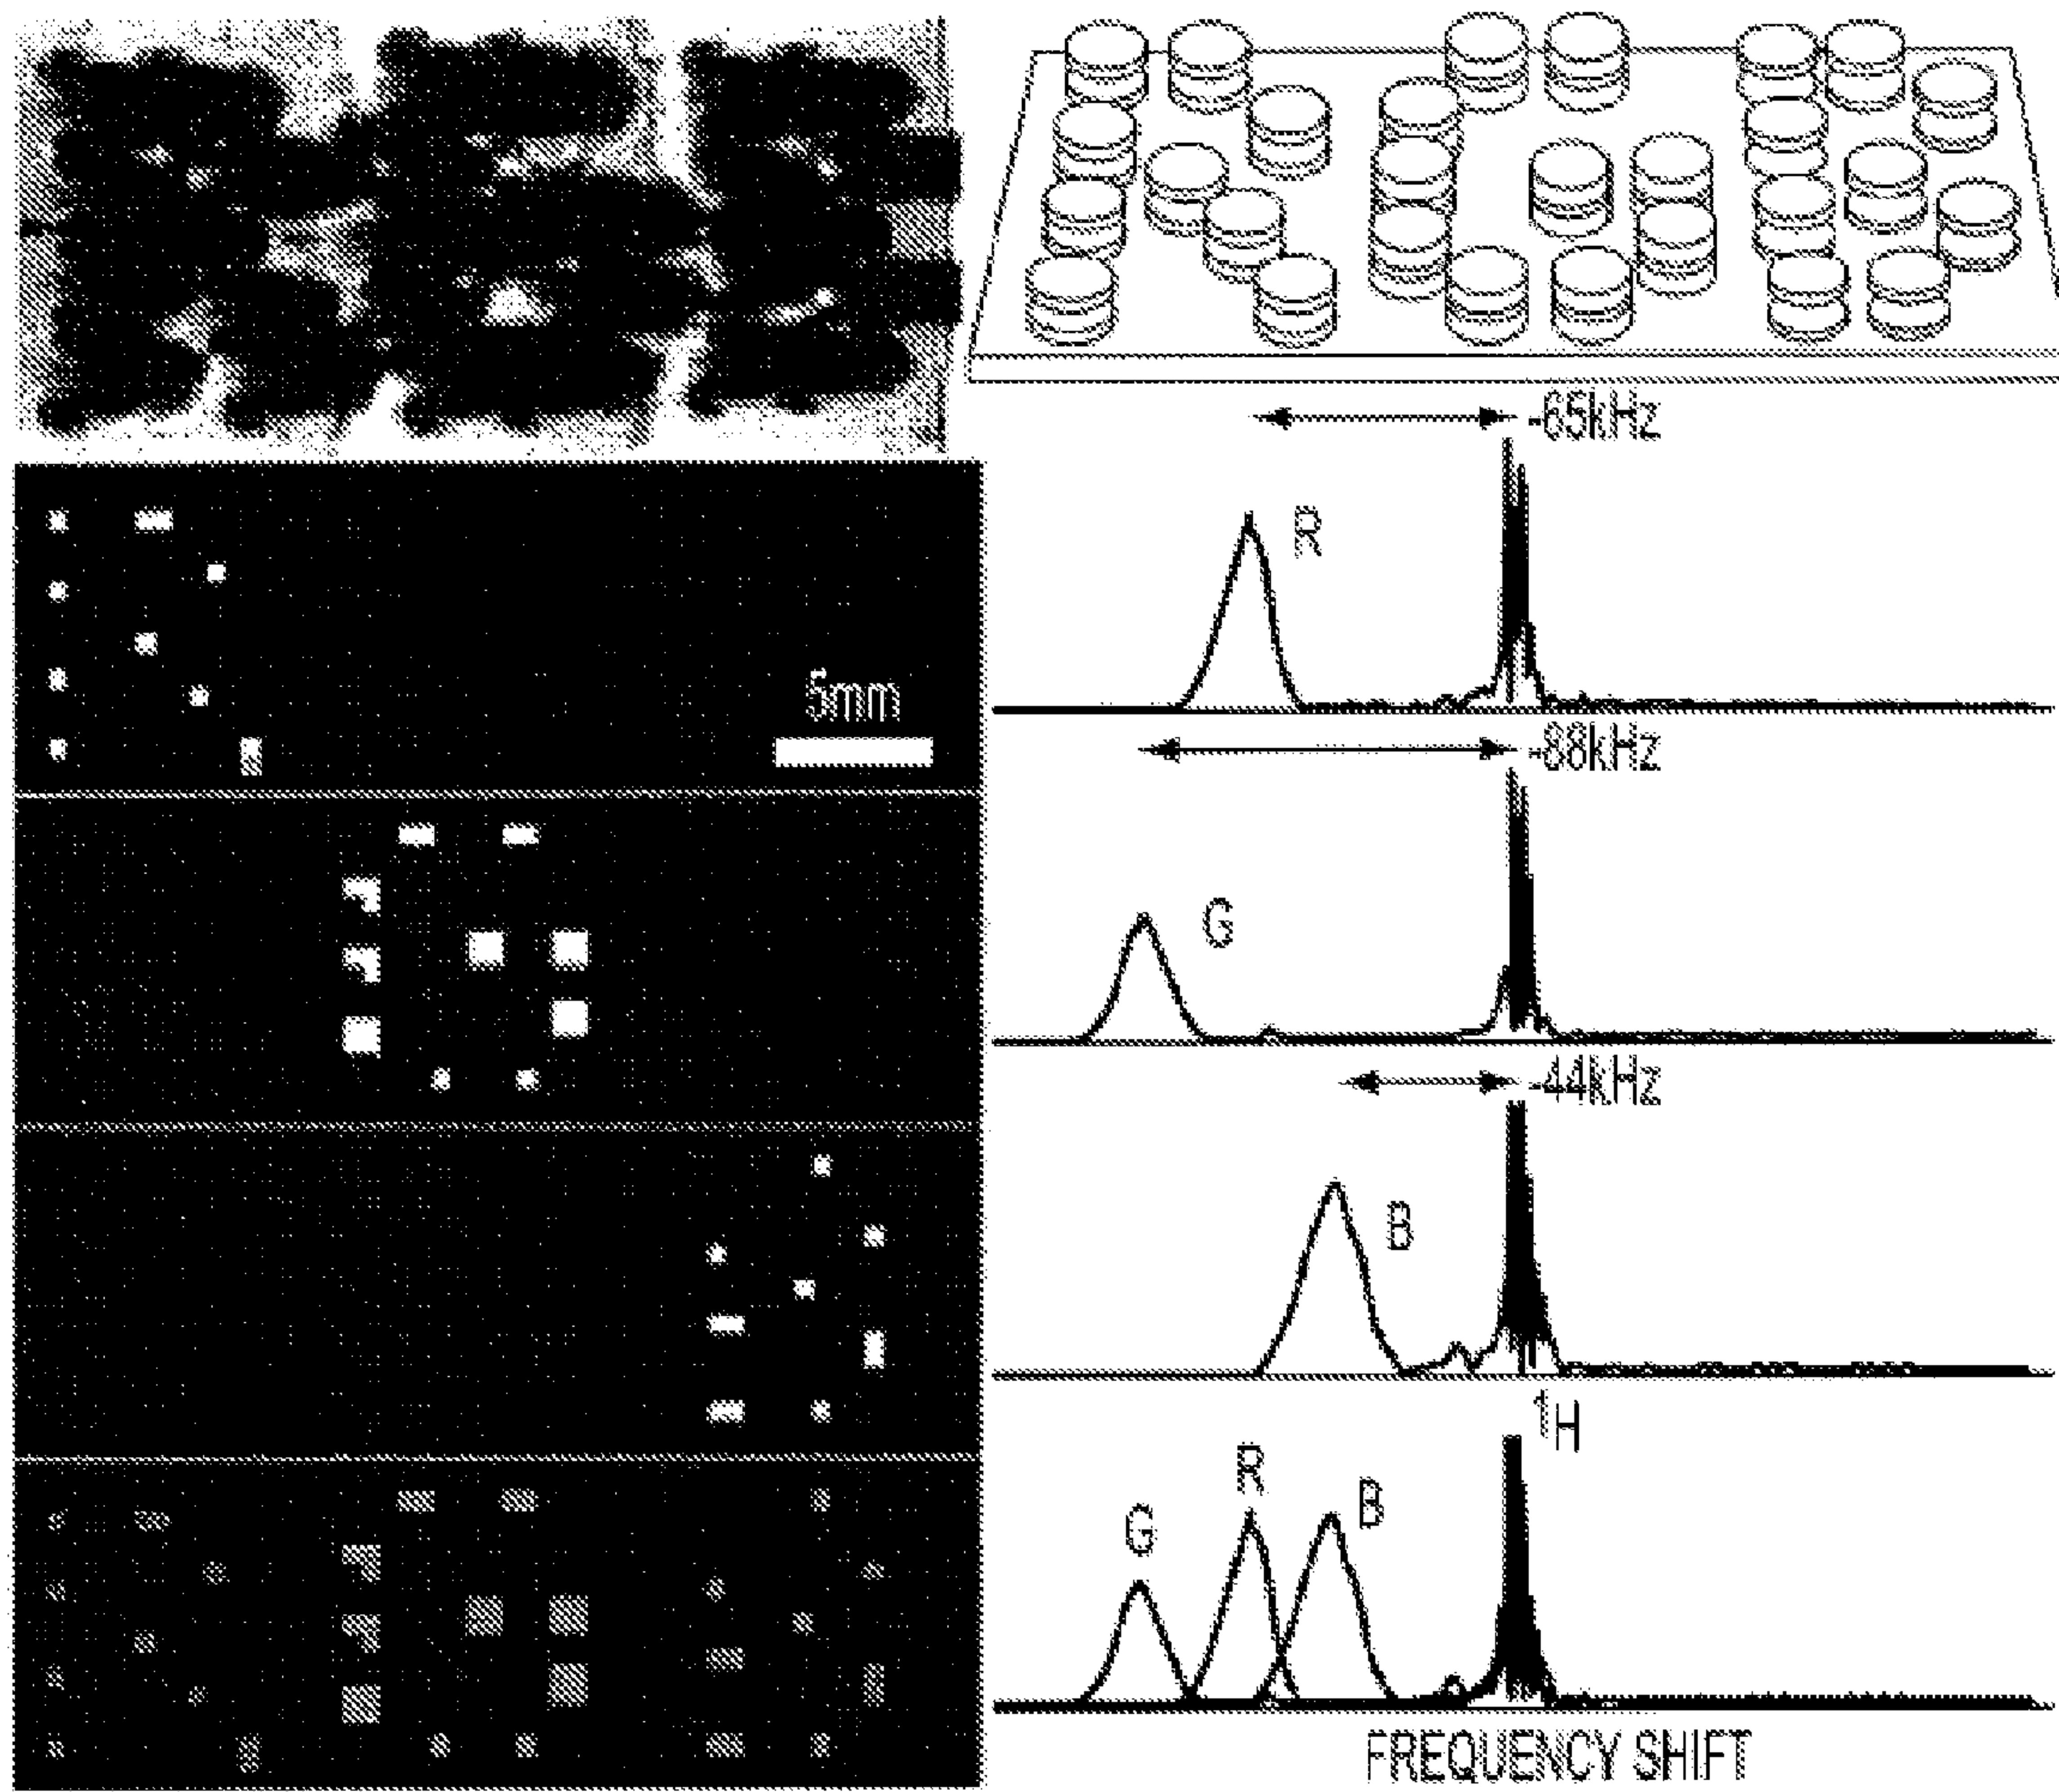 -65kHz
R
5mm
-88kHz
G
-44kHz
B
1H
G R B
FREQUENCY SHIFT